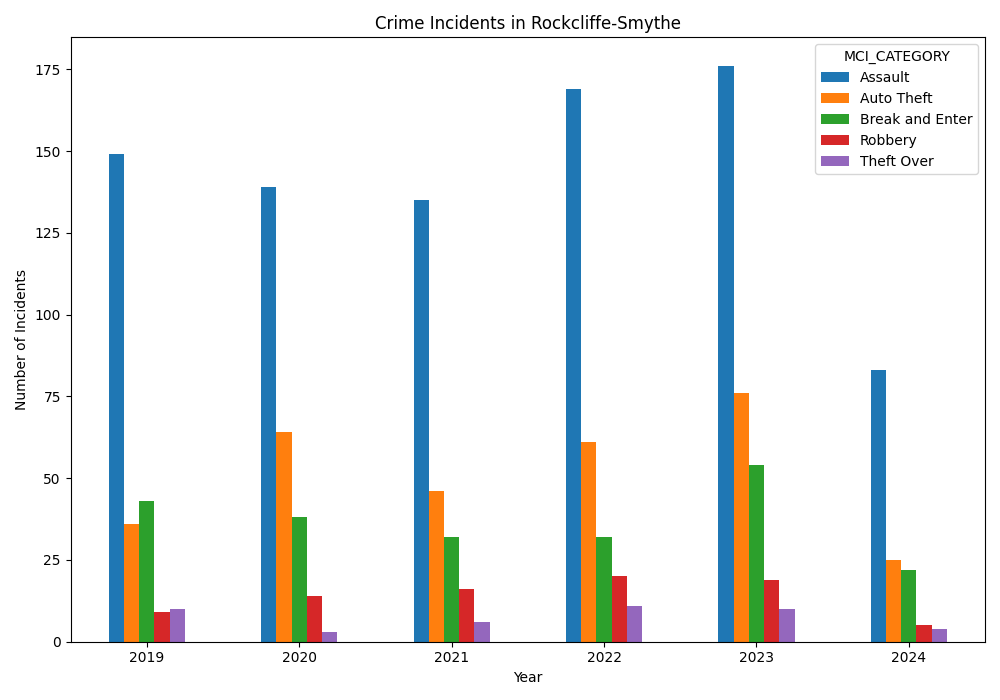 Crime Incidents in Rockcliffe-Smythe
MCI_CATEGORY
Assault
Auto Theft
Break and Enter
Robbery
Theft Over
Number of Incidents
175
150
125
100
75
50
25
0
2019 2020 2021 2022 2023 2024
Year